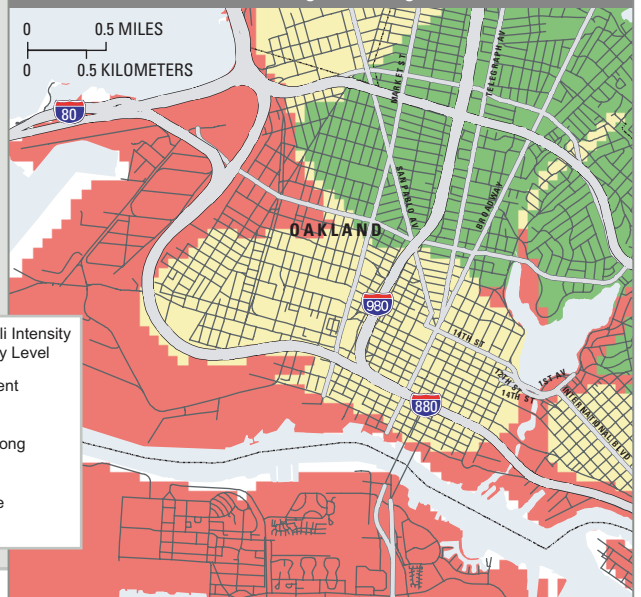 0 0.5 MILES
0 0.5 KILOMETERS
80
MARKET ST
TELEGRAPH AV
SAN PABLO AV
BROADWAY
OAKLAND
980
14TH ST
12TH ST
14TH ST
1ST AV
INTERNATIONAL BLVD
880
li Intensity
y Level
ent
ong
e